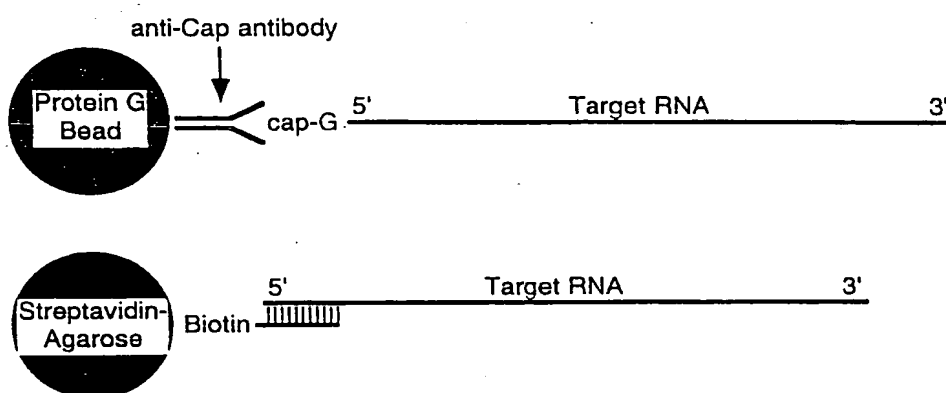 anti-Cap antibody
Protein G
Bead
cap-G
5'
Target RNA
3'
5'
Target RNA
3'
Streptavidin-
Agarose
Biotin